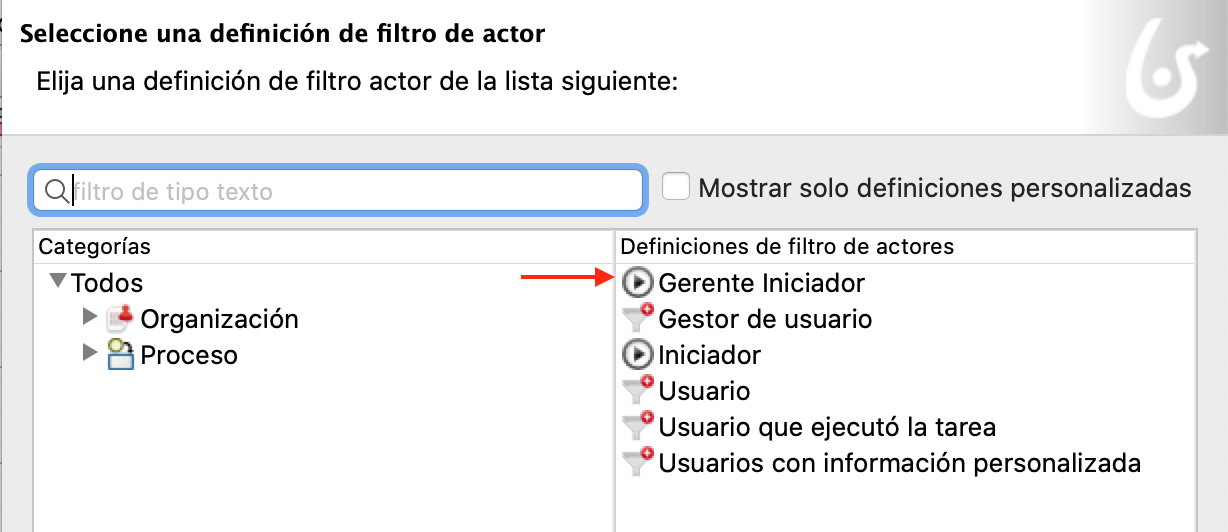 Seleccione una definición de filtro de actor
Elija una definición de filtro actor de la lista siguiente:
filtro de tipo texto
Mostrar solo definiciones personalizadas
Categorías
Definiciones de filtro de actores
Todos
Organización
Proceso
Gerente Iniciador
Gestor de usuario
Iniciador
Usuario
Usuario que ejecutó la tarea
Usuarios con información personalizada